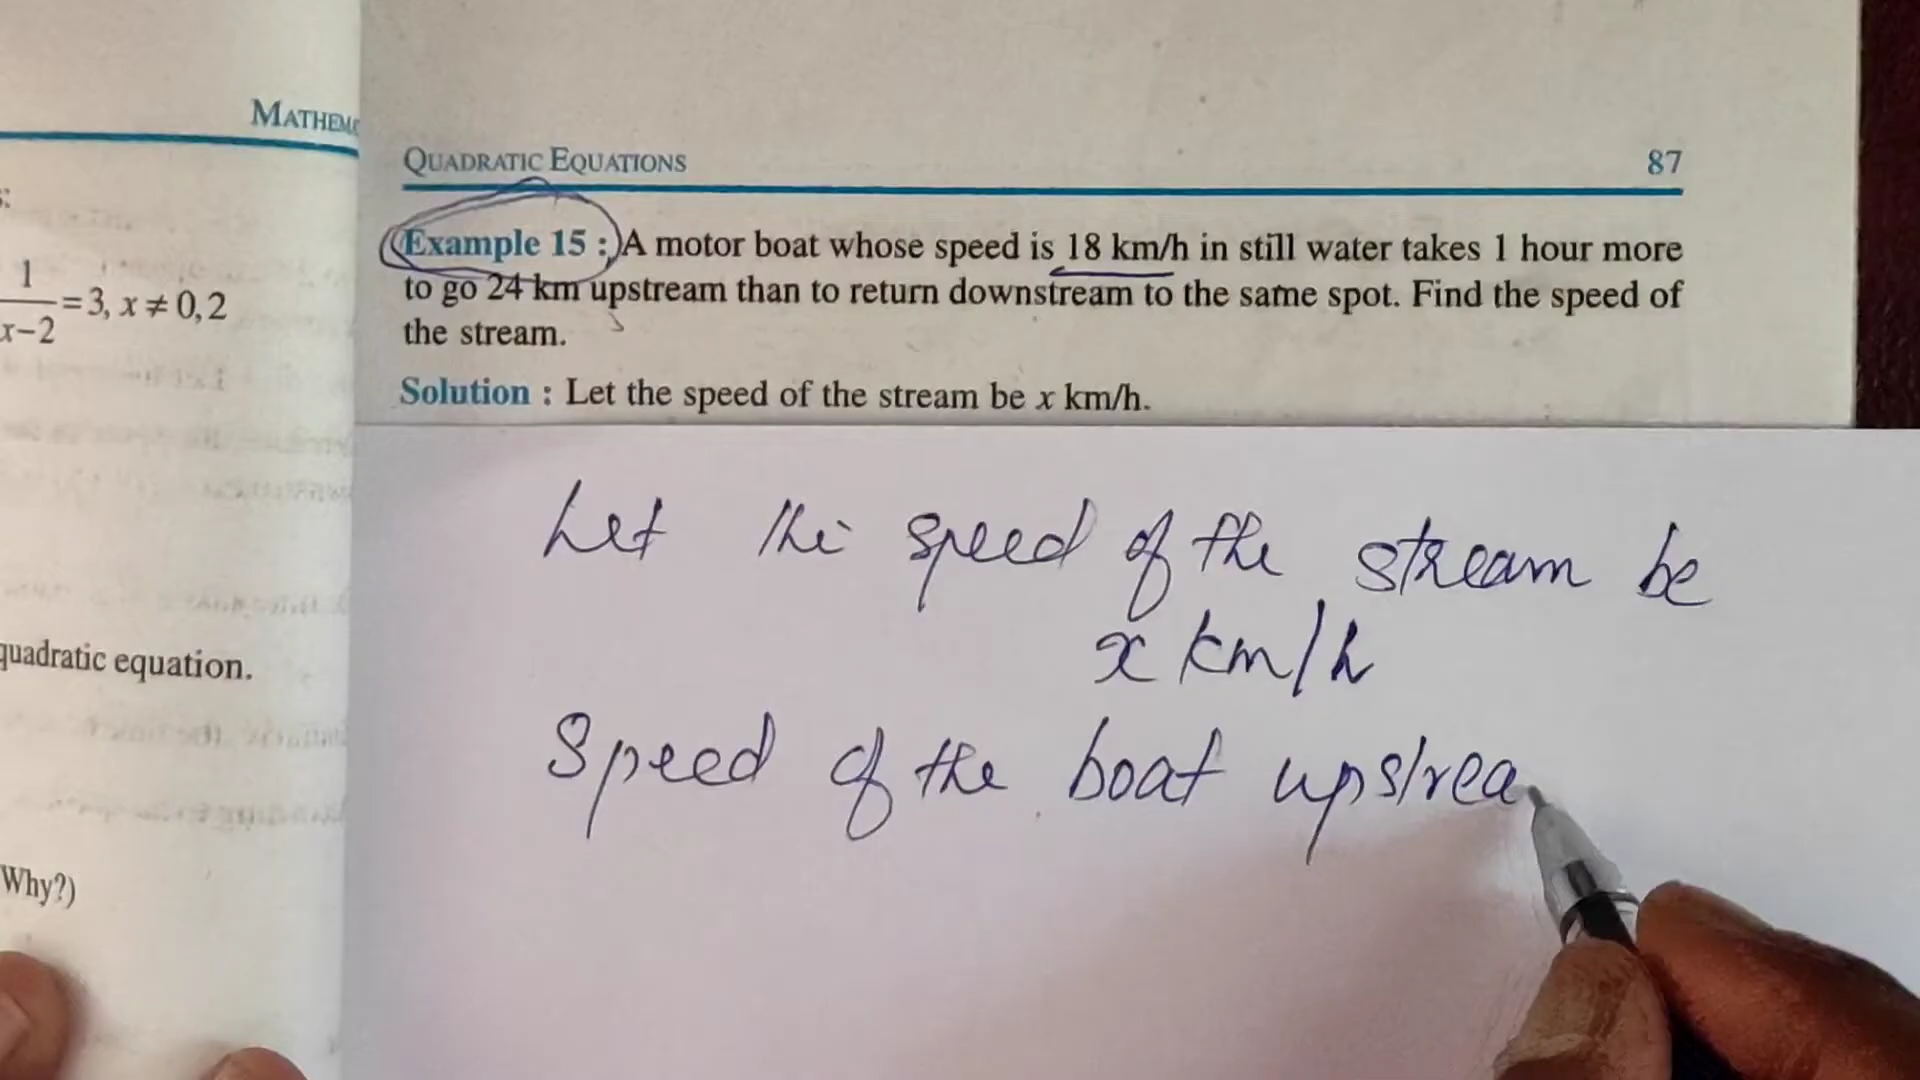 MATHEMA
:
1
x–2 = 3, x ≠ 0, 2
quadratic equation.
Why?)
QUADRATIC EQUATIONS 87
Example 15 : A motor boat whose speed is 18 km/h in still water takes 1 hour more
to go 24 km upstream than to return downstream to the same spot. Find the speed of
the stream.
Solution : Let the speed of the stream be x km/h.
Let the speed of the stream be
x km/h
Speed of the boat upstrea